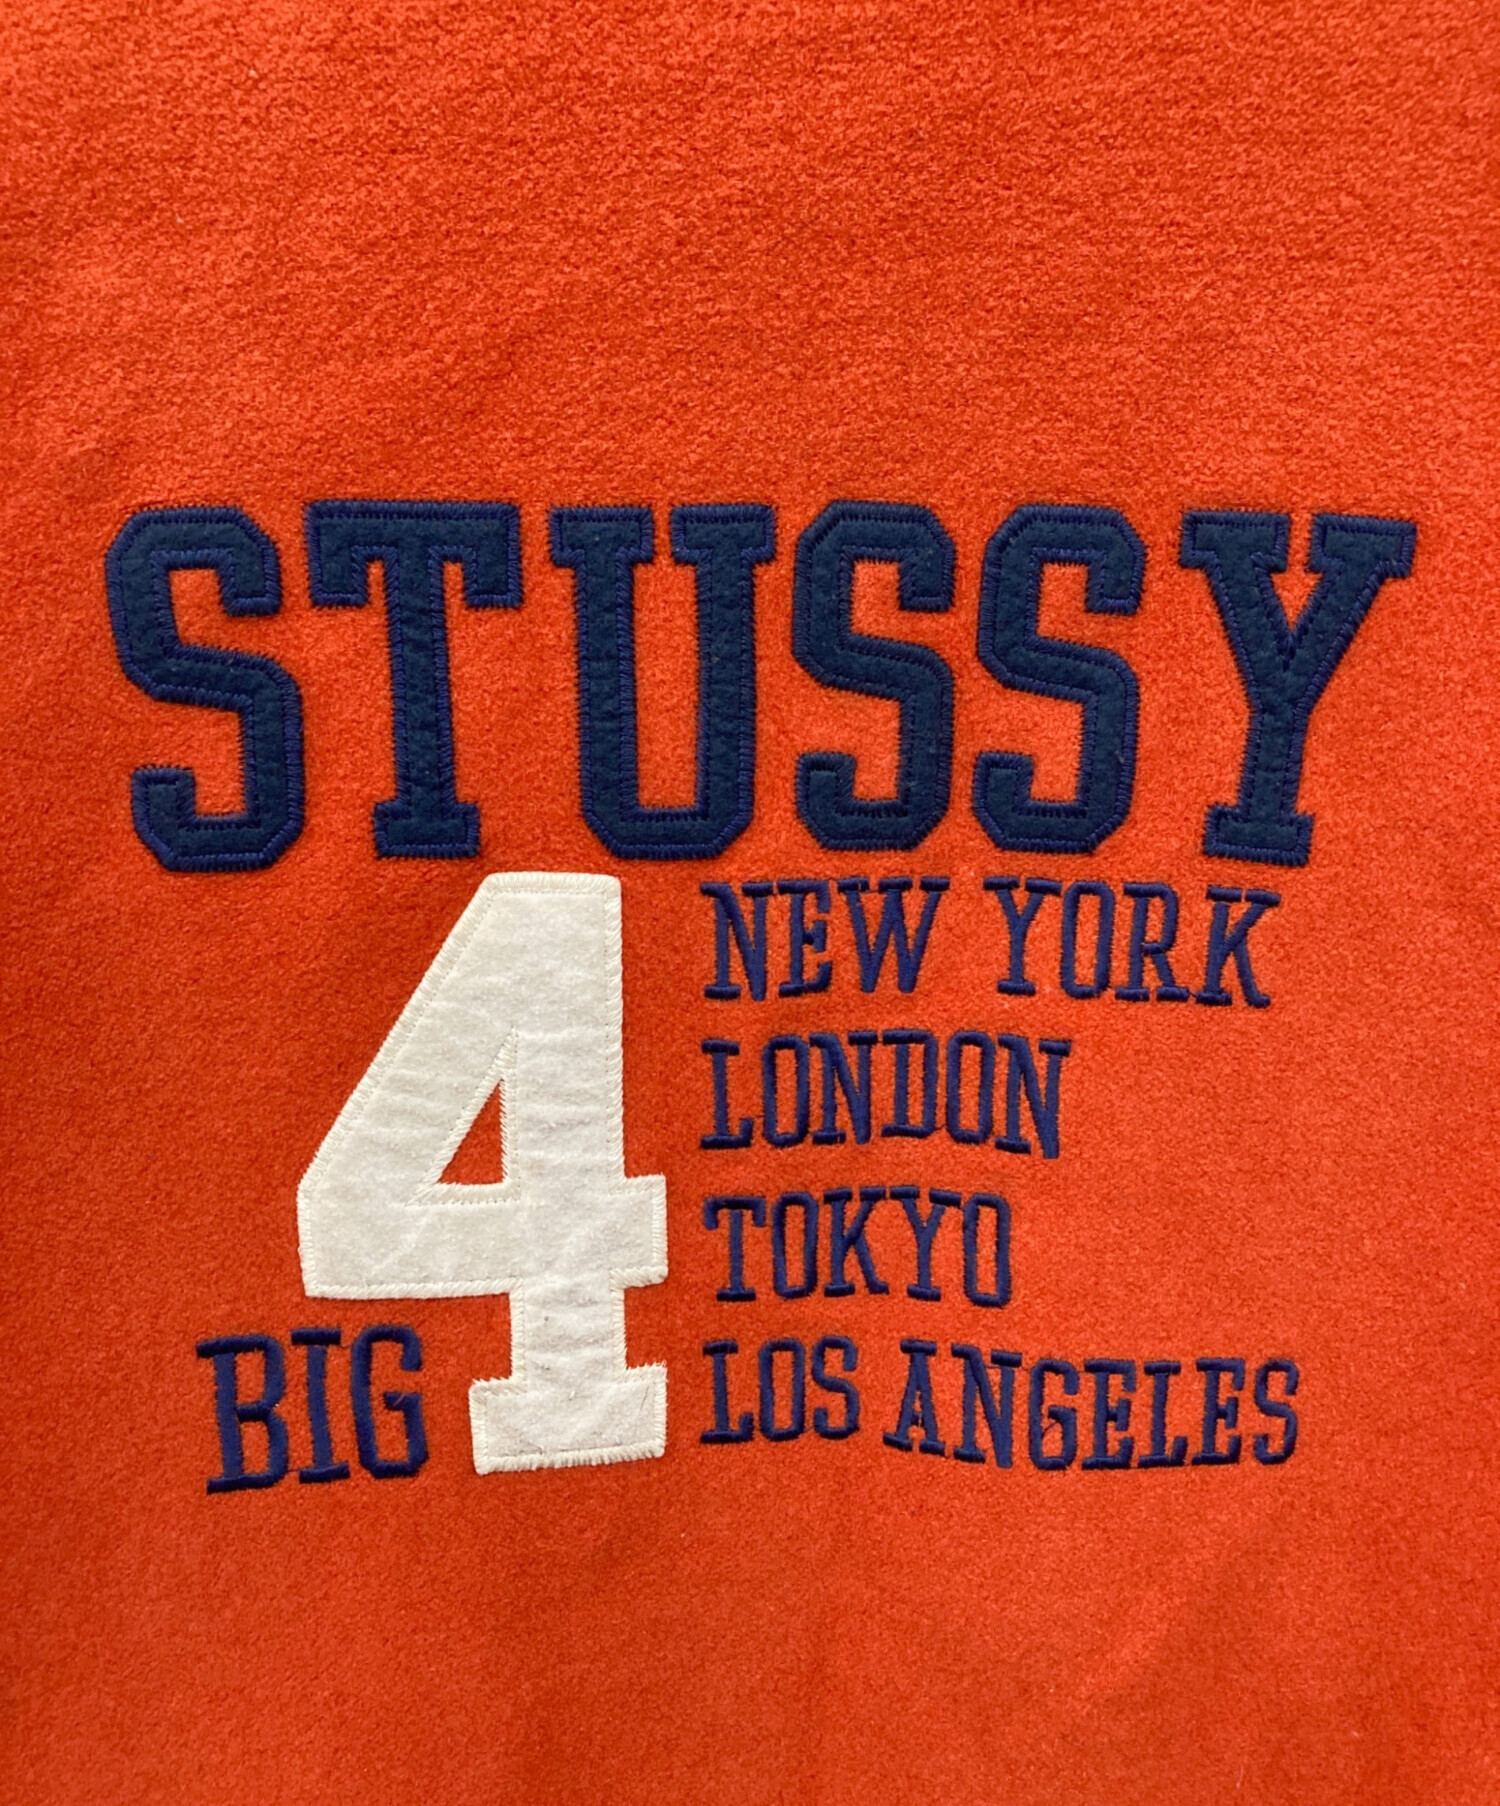 STUSSY
BIG 4
NEW YORK
LONDON
TOKYO
LOS ANGELES